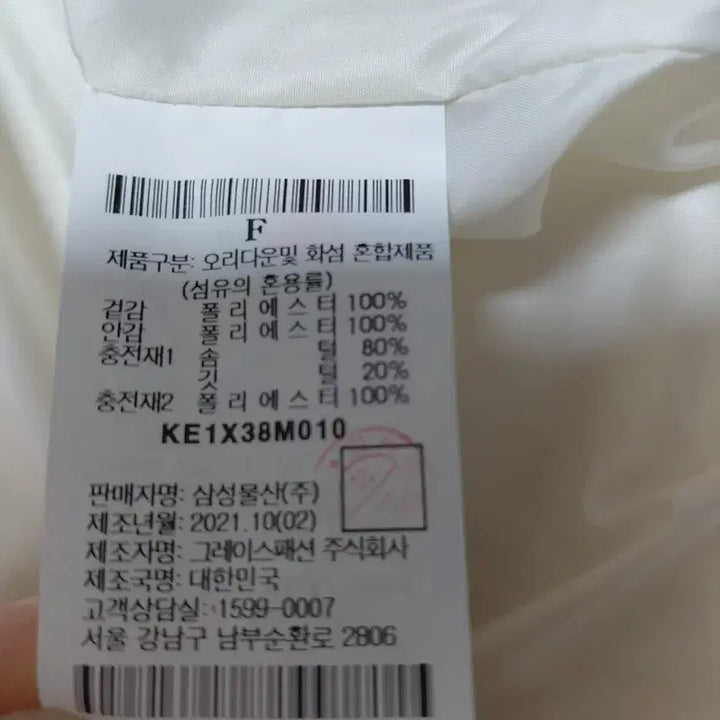 F
제품구분: 오리다운및 화섬 혼합제품
(섬유의 혼용률)
겉감 폴리에스터 100%
안감 폴리에스터 100%
충전재1 솜 털 80%
깃 털 20%
충전재2 폴리에스터 100%
KE1X38M010
판매자명: 삼성물산(주)
제조년월: 2021.10(02)
제조자명: 그레이스패션 주식회사
제조국명: 대한민국
고객상담실: 1599-0007
서울 강남구 남부순환로 2806